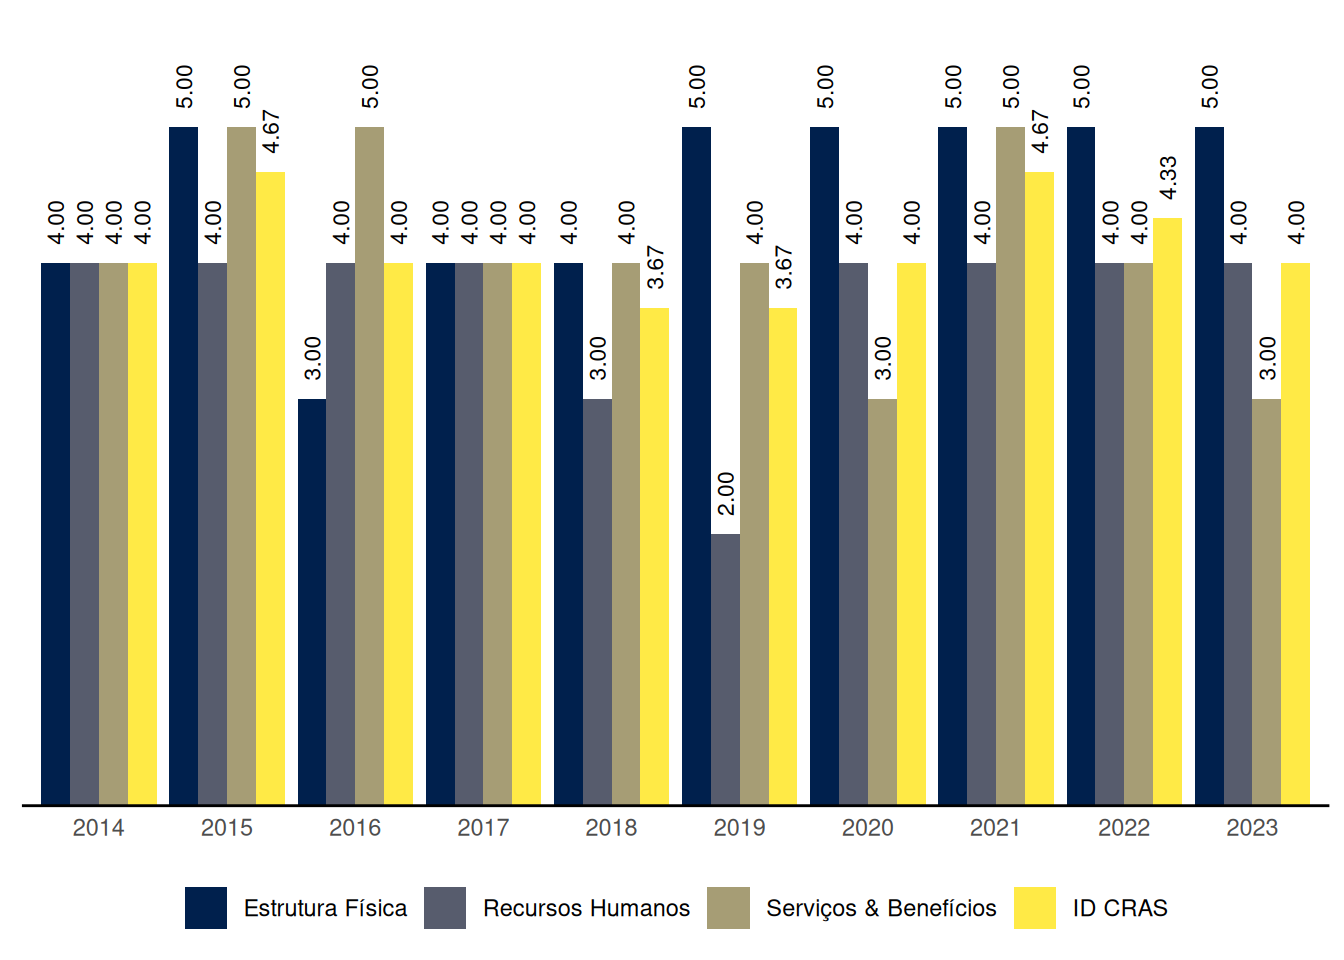 5.00 5.00 5.00 5.00 5.00 5.00 5.00 5.00 5.00
4.67 4.67
4.33
4.00 4.00 4.00 4.00 4.00 4.00 4.00 4.00 4.00 4.00 4.00 4.00 4.00 4.00 4.00 4.00 4.00 4.00 4.00 4.00 4.00
3.67 3.67
3.00 3.00 3.00 3.00
2.00
2014 2015 2016 2017 2018 2019 2020 2021 2022 2023
Estrutura Física Recursos Humanos Serviços & Benefícios ID CRAS